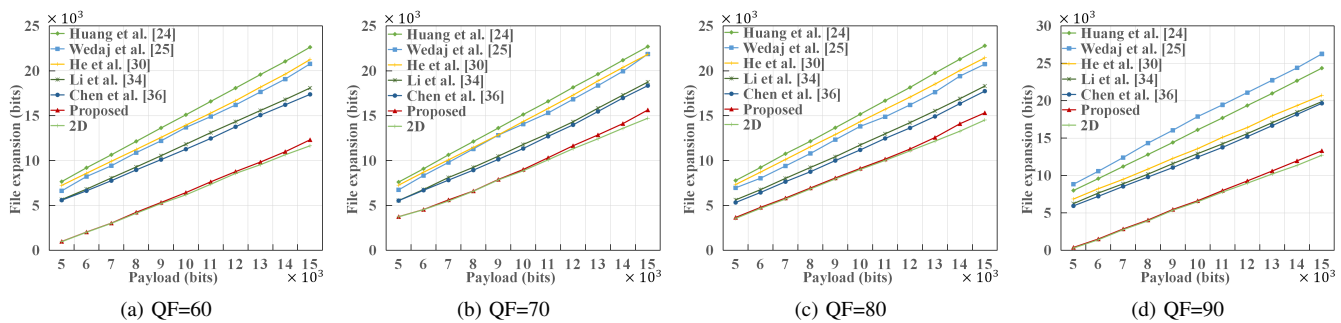 × 10³
25
20
15
10
5
0
File expansion (bits)
Huang et al. [24]
Wedaj et al. [25]
He et al. [30]
Li et al. [34]
Chen et al. [36]
Proposed
2D
5 6 7 8 9 10 11 12 13 14 15
Payload (bits)
× 10³
(a) QF=60
× 10³
25
20
15
10
5
0
File expansion (bits)
Huang et al. [24]
Wedaj et al. [25]
He et al. [30]
Li et al. [34]
Chen et al. [36]
Proposed
2D
5 6 7 8 9 10 11 12 13 14 15
Payload (bits)
× 10³
(b) QF=70
× 10³
25
20
15
10
5
0
File expansion (bits)
Huang et al. [24]
Wedaj et al. [25]
He et al. [30]
Li et al. [34]
Chen et al. [36]
Proposed
2D
5 6 7 8 9 10 11 12 13 14 15
Payload (bits)
× 10³
(c) QF=80
× 10³
30
25
20
15
10
5
0
File expansion (bits)
Huang et al. [24]
Wedaj et al. [25]
He et al. [30]
Li et al. [34]
Chen et al. [36]
Proposed
2D
5 6 7 8 9 10 11 12 13 14 15
Payload (bits)
× 10³
(d) QF=90